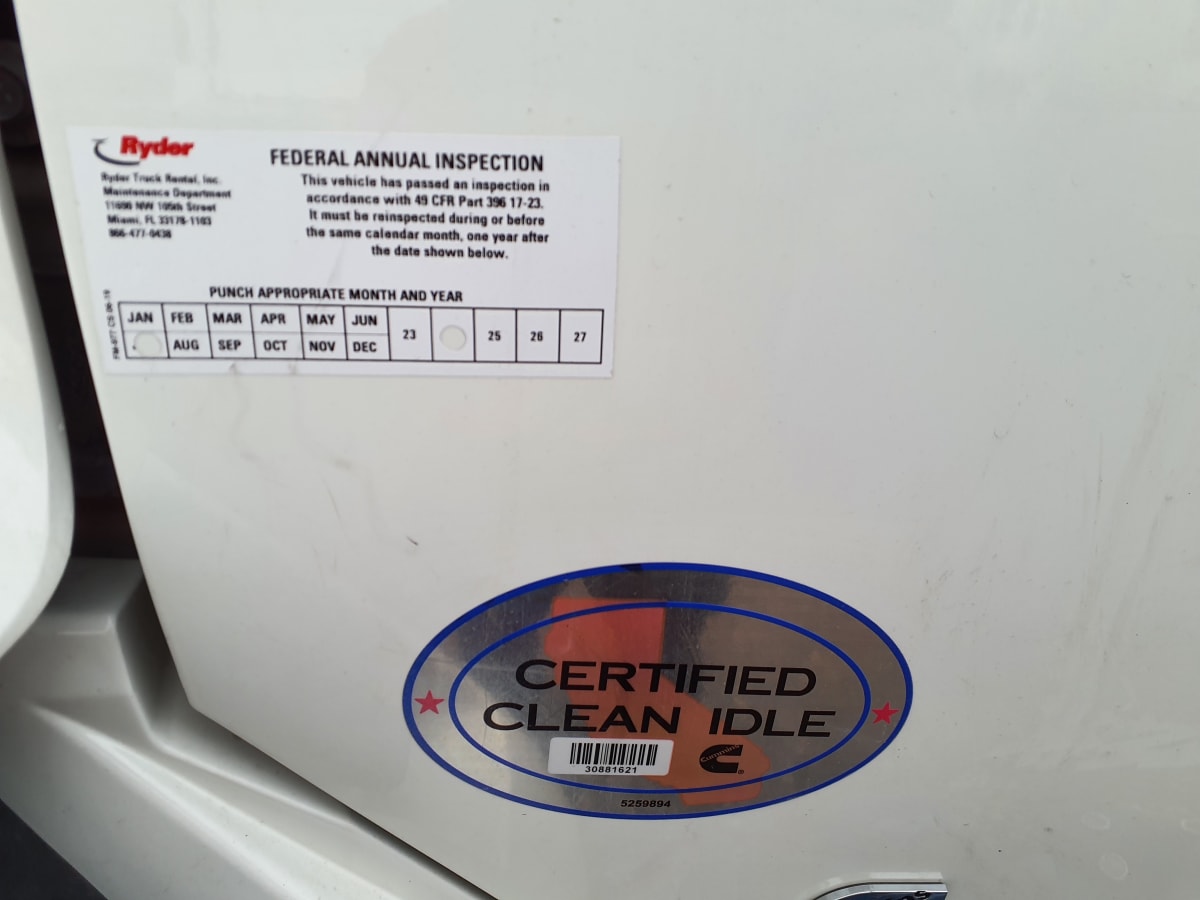 Ryder
Ryder Truck Rental, Inc.
Maintenance Department
11690 NW 105th Street
Miami, FL 33178-1103
866-477-0438
FEDERAL ANNUAL INSPECTION
This vehicle has passed an inspection in
accordance with 49 CFR Part 396 17-23.
It must be reinspected during or before
the same calendar month, one year after
the date shown below.
PUNCH APPROPRIATE MONTH AND YEAR
JAN FEB MAR APR MAY JUN 23 25 26 27
AUG SEP OCT NOV DEC
CERTIFIED
CLEAN IDLE
30881621
Cummins
5259894